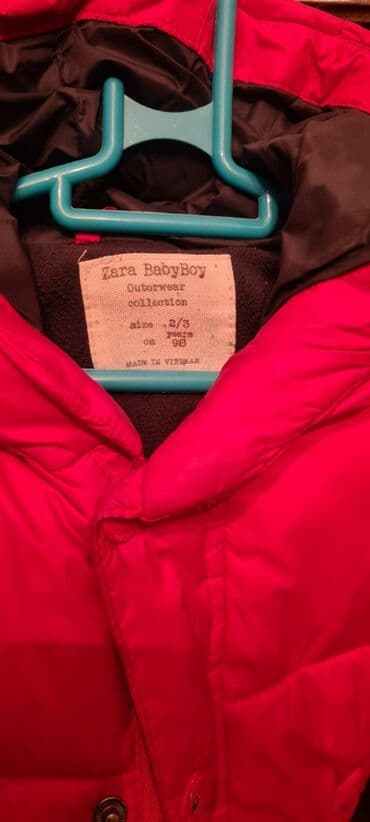 Zara BabyBoy
Outerwear
collection
size 2/3
years
cm 98
MADE IN VIETNAM